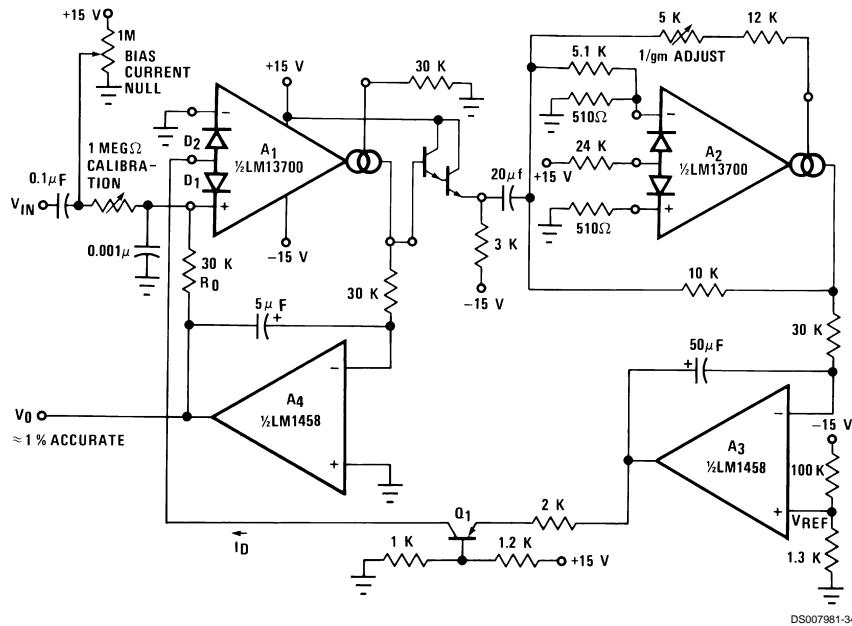 +15 V
1M
BIAS
CURRENT
NULL
1 MEG Ω
CALIBRA-
TION
0.1μF
VIN
0.001μ
D2
D1
-
+
+15 V
A1
½LM13700
-15 V
30 K
30 K
R0
5μF
+
30 K
20μf
3 K
-15 V
5 K
12 K
1/gm ADJUST
5.1 K
510Ω
24 K
+15 V
510Ω
-
+
A2
½LM13700
10 K
30 K
50μF
+
-
+
A3
½LM1458
-15 V
100 K
VREF
1.3 K
-
+
A4
½LM1458
V0
≈1 % ACCURATE
ID
Q1
2 K
1 K
1.2 K
+15 V
DS007981-34